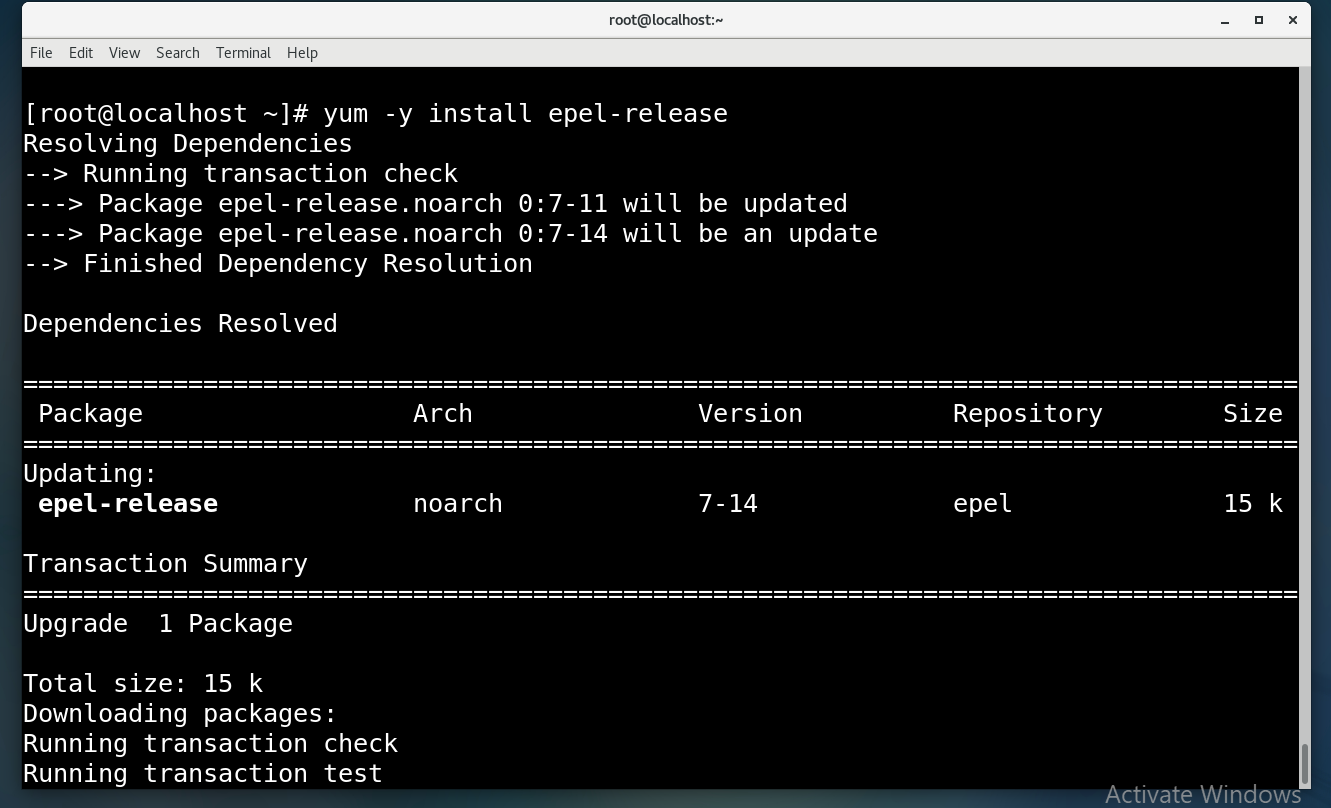 root@localhost:~
File Edit View Search Terminal Help
[root@localhost ~]# yum -y install epel-release
Resolving Dependencies
--> Running transaction check
---> Package epel-release.noarch 0:7-11 will be updated
---> Package epel-release.noarch 0:7-14 will be an update
--> Finished Dependency Resolution
Dependencies Resolved
=====================================================================================
Package Arch Version Repository Size
=====================================================================================
Updating:
epel-release noarch 7-14 epel 15 k
Transaction Summary
=====================================================================================
Upgrade  1 Package
Total size: 15 k
Downloading packages:
Running transaction check
Running transaction test
Activate Windows